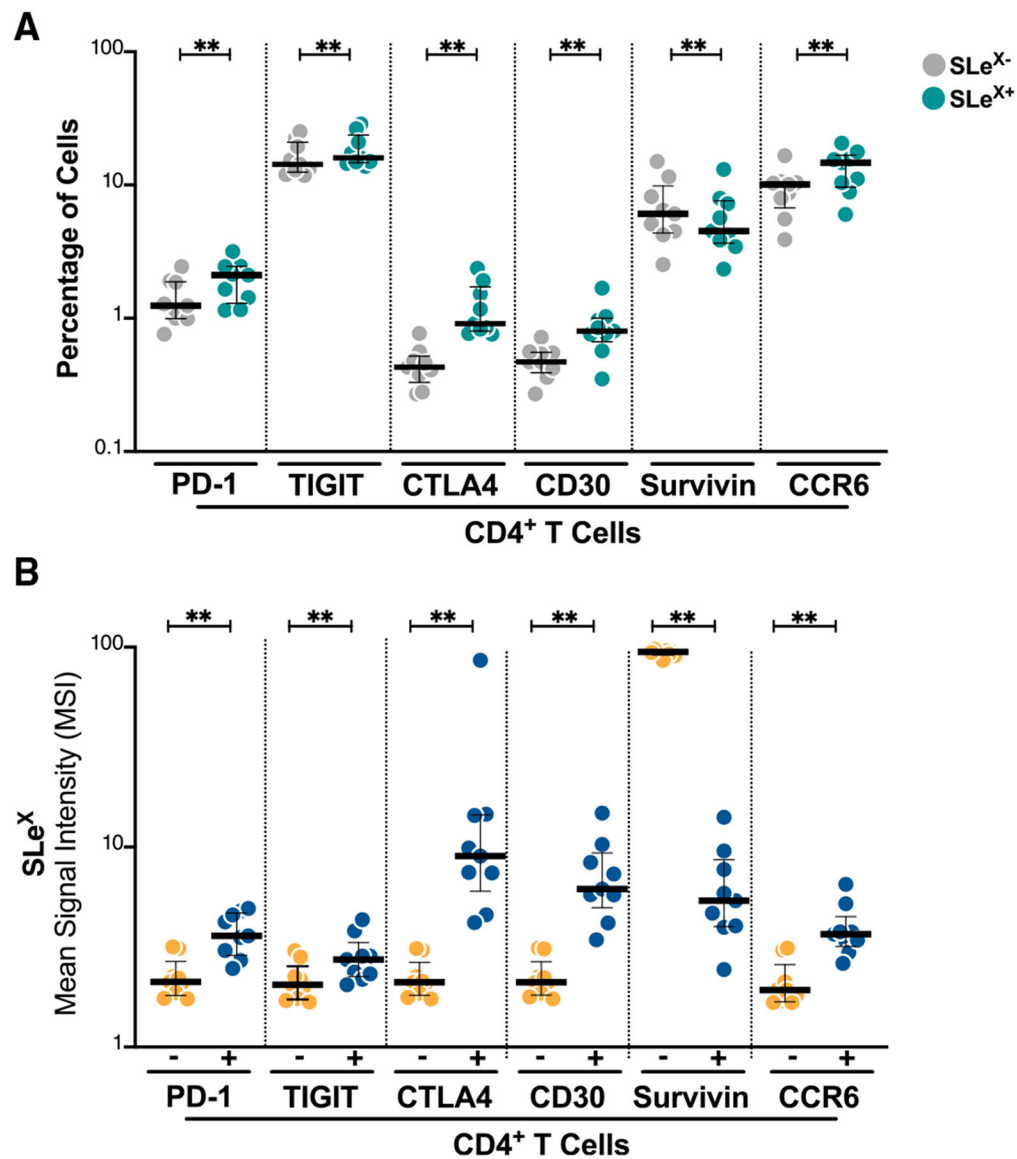 A
** ** ** ** ** **
100
10
1
0.1
Percentage of Cells
SLeX-
SLeX+
PD-1 TIGIT CTLA4 CD30 Survivin CCR6
CD4+ T Cells
B
** ** ** ** ** **
100
10
1
SLeX
Mean Signal Intensity (MSI)
- + - + - + - + - + - +
PD-1 TIGIT CTLA4 CD30 Survivin CCR6
CD4+ T Cells